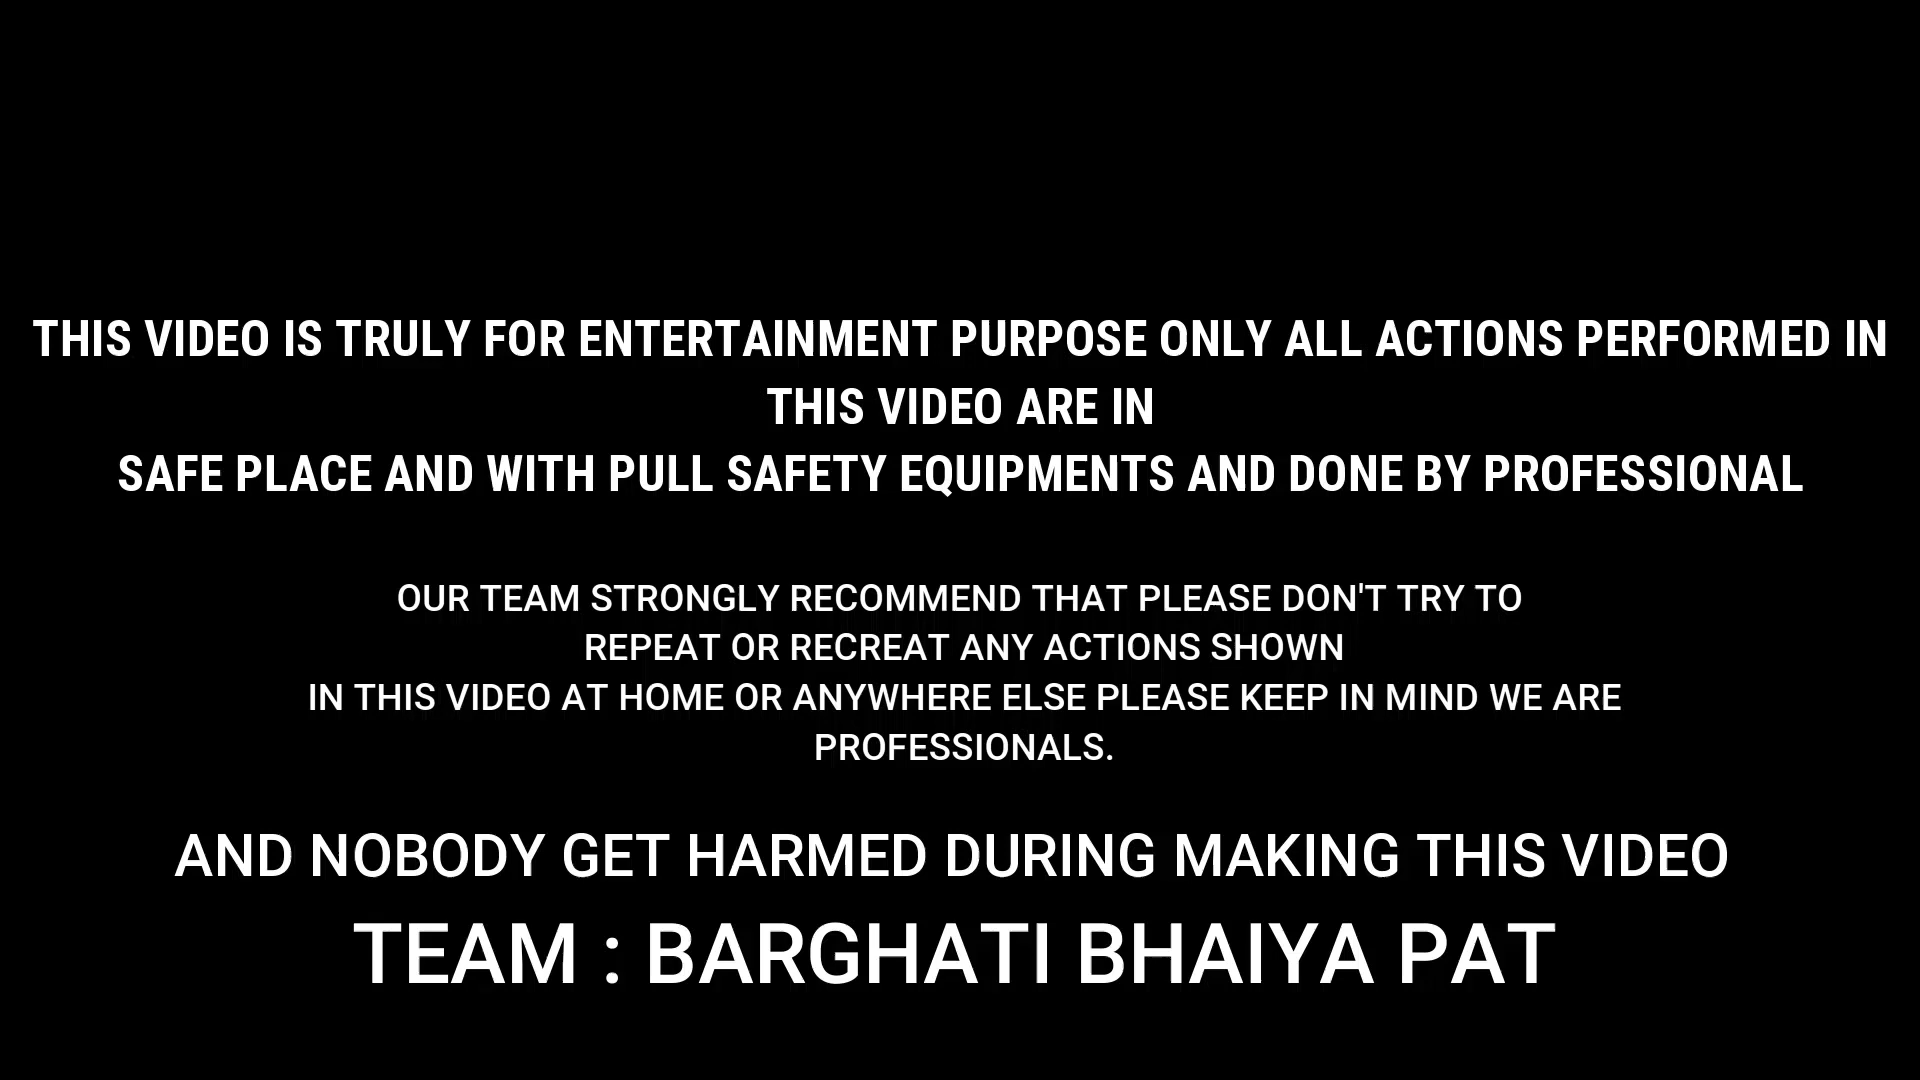 THIS VIDEO IS TRULY FOR ENTERTAINMENT PURPOSE ONLY ALL ACTIONS PERFORMED IN
THIS VIDEO ARE IN
SAFE PLACE AND WITH PULL SAFETY EQUIPMENTS AND DONE BY PROFESSIONAL
OUR TEAM STRONGLY RECOMMEND THAT PLEASE DON'T TRY TO
REPEAT OR RECREAT ANY ACTIONS SHOWN
IN THIS VIDEO AT HOME OR ANYWHERE ELSE PLEASE KEEP IN MIND WE ARE
PROFESSIONALS.
AND NOBODY GET HARMED DURING MAKING THIS VIDEO
TEAM : BARGHATI BHAIYA PAT